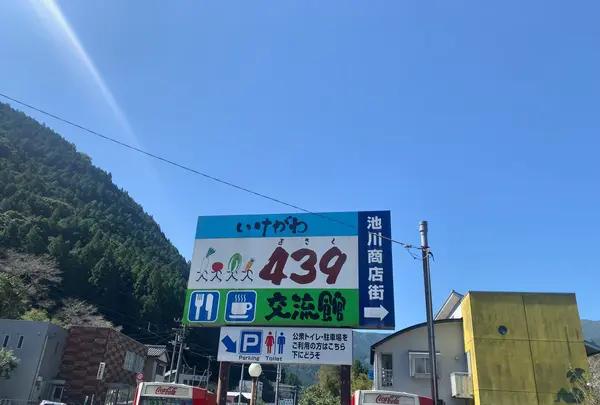 いけがわ
よさく
439
交流館
池川商店街
P
Parking
Toilet
公衆トイレ・駐車場を
ご利用の方はこちら
下にどうぞ
Coca-Cola
Coca-Cola